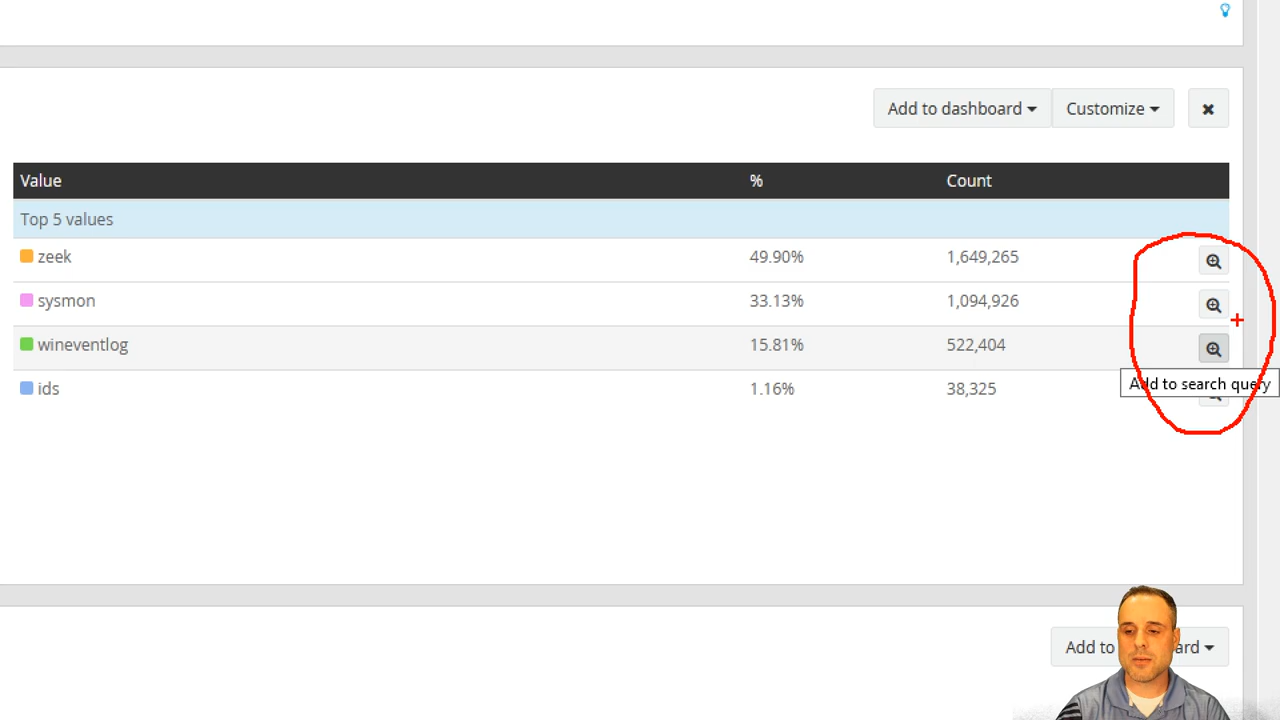 Add to dashboard Customize
Value % Count
Top 5 values
zeek 49.90% 1,649,265
sysmon 33.13% 1,094,926
wineventlog 15.81% 522,404
Add to search query
ids 1.16% 38,325
Add to